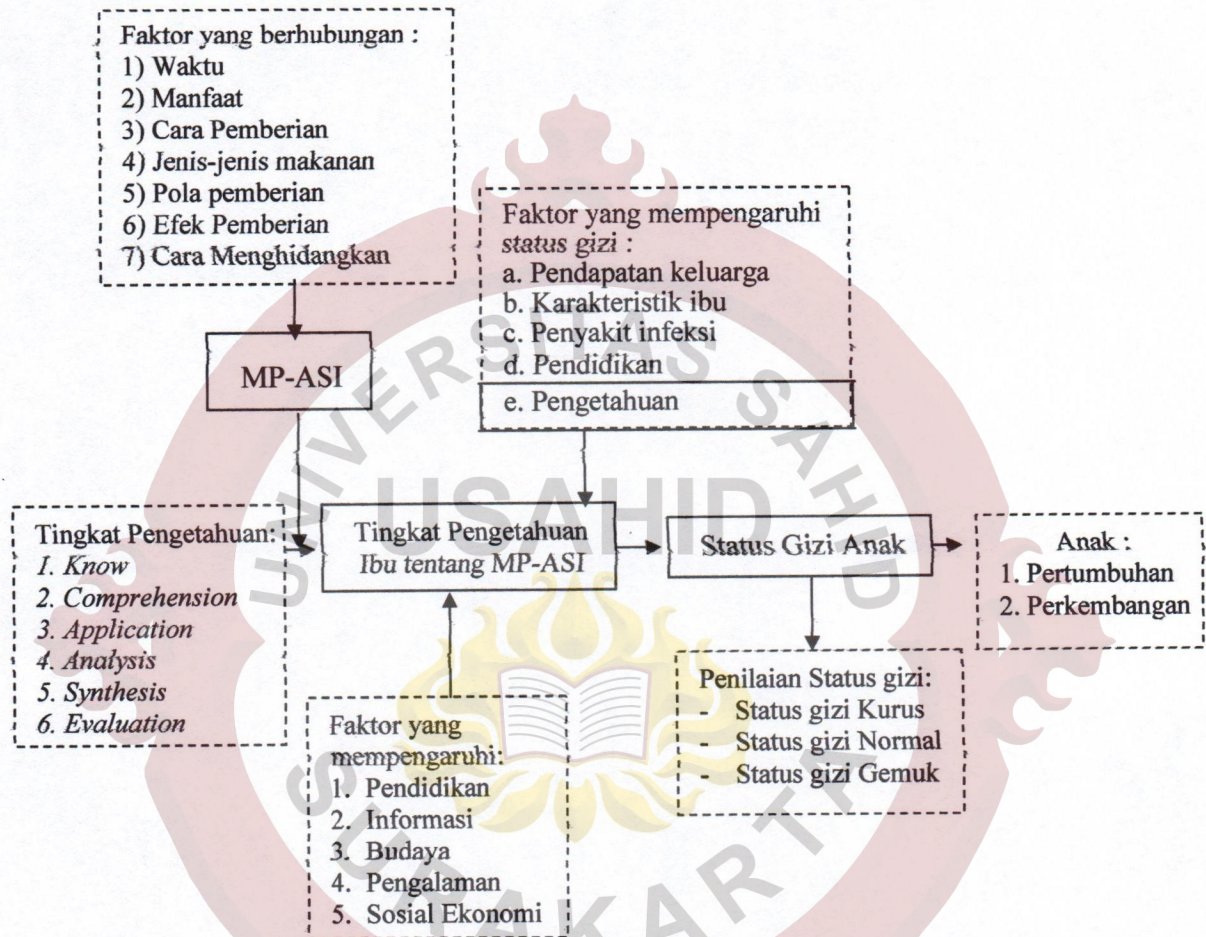 Faktor yang berhubungan :
1) Waktu
2) Manfaat
3) Cara Pemberian
4) Jenis-jenis makanan
5) Pola pemberian
6) Efek Pemberian
7) Cara Menghidangkan
MP-ASI
Faktor yang mempengaruhi
status gizi :
a. Pendapatan keluarga
b. Karakteristik ibu
c. Penyakit infeksi
d. Pendidikan
e. Pengetahuan
Tingkat Pengetahuan:
1. Know
2. Comprehension
3. Application
4. Analysis
5. Synthesis
6. Evaluation
Tingkat Pengetahuan
Ibu tentang MP-ASI
Status Gizi Anak
Anak :
1. Pertumbuhan
2. Perkembangan
Faktor yang
mempengaruhi:
1. Pendidikan
2. Informasi
3. Budaya
4. Pengalaman
5. Sosial Ekonomi
Penilaian Status gizi:
- Status gizi Kurus
- Status gizi Normal
- Status gizi Gemuk
UNIVERSITAS SAHID
USAHID
SURAKARTA